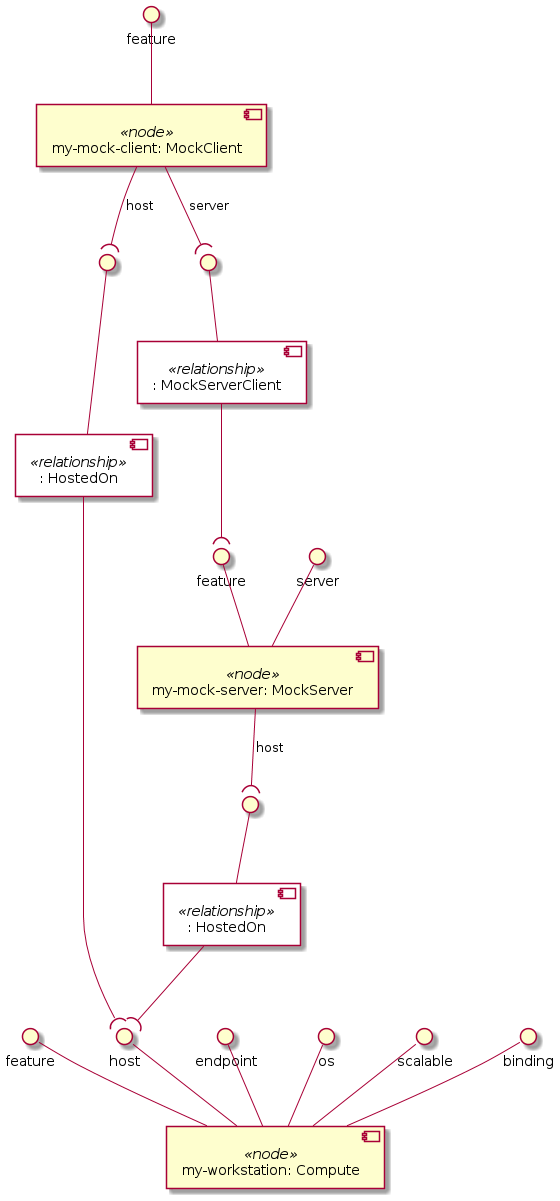 feature
«node»
my-mock-client: MockClient
host
server
«relationship»
: MockServerClient
«relationship»
: HostedOn
feature
server
«node»
my-mock-server: MockServer
host
«relationship»
: HostedOn
feature
host
endpoint
os
scalable
binding
«node»
my-workstation: Compute